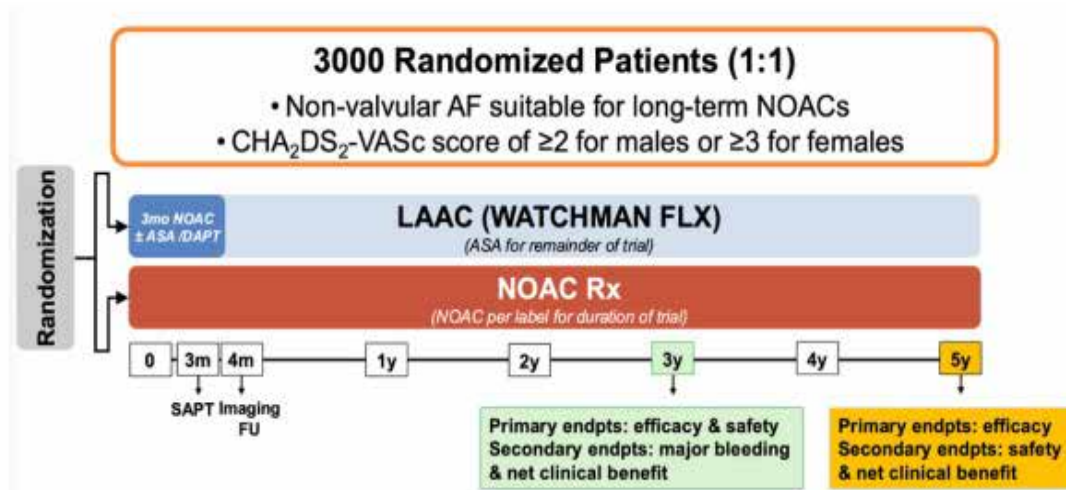 3000 Randomized Patients (1:1)
• Non-valvular AF suitable for long-term NOACs
• CHA₂DS₂-VASc score of ≥2 for males or ≥3 for females
Randomization
3mo NOAC
± ASA /DAPT
LAAC (WATCHMAN FLX)
(ASA for remainder of trial)
NOAC Rx
(NOAC per label for duration of trial)
0 3m 4m 1y 2y 3y 4y 5y
SAPT Imaging
FU
Primary endpts: efficacy & safety
Secondary endpts: major bleeding
& net clinical benefit
Primary endpts: efficacy
Secondary endpts: safety
& net clinical benefit